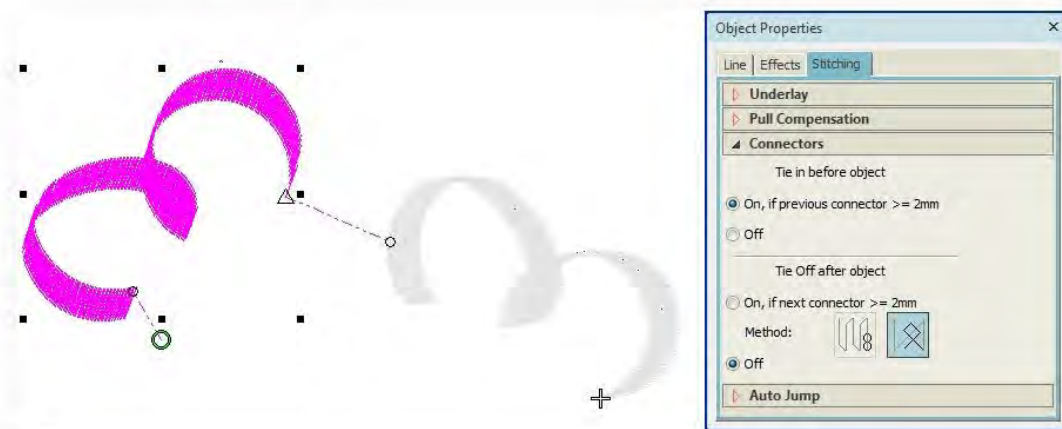 Object Properties
Line Effects Stitching
Underlay
Pull Compensation
Connectors
Tie in before object
On, if previous connector >= 2mm
Off
Tie Off after object
On, if next connector >= 2mm
Method:
Off
Auto Jump